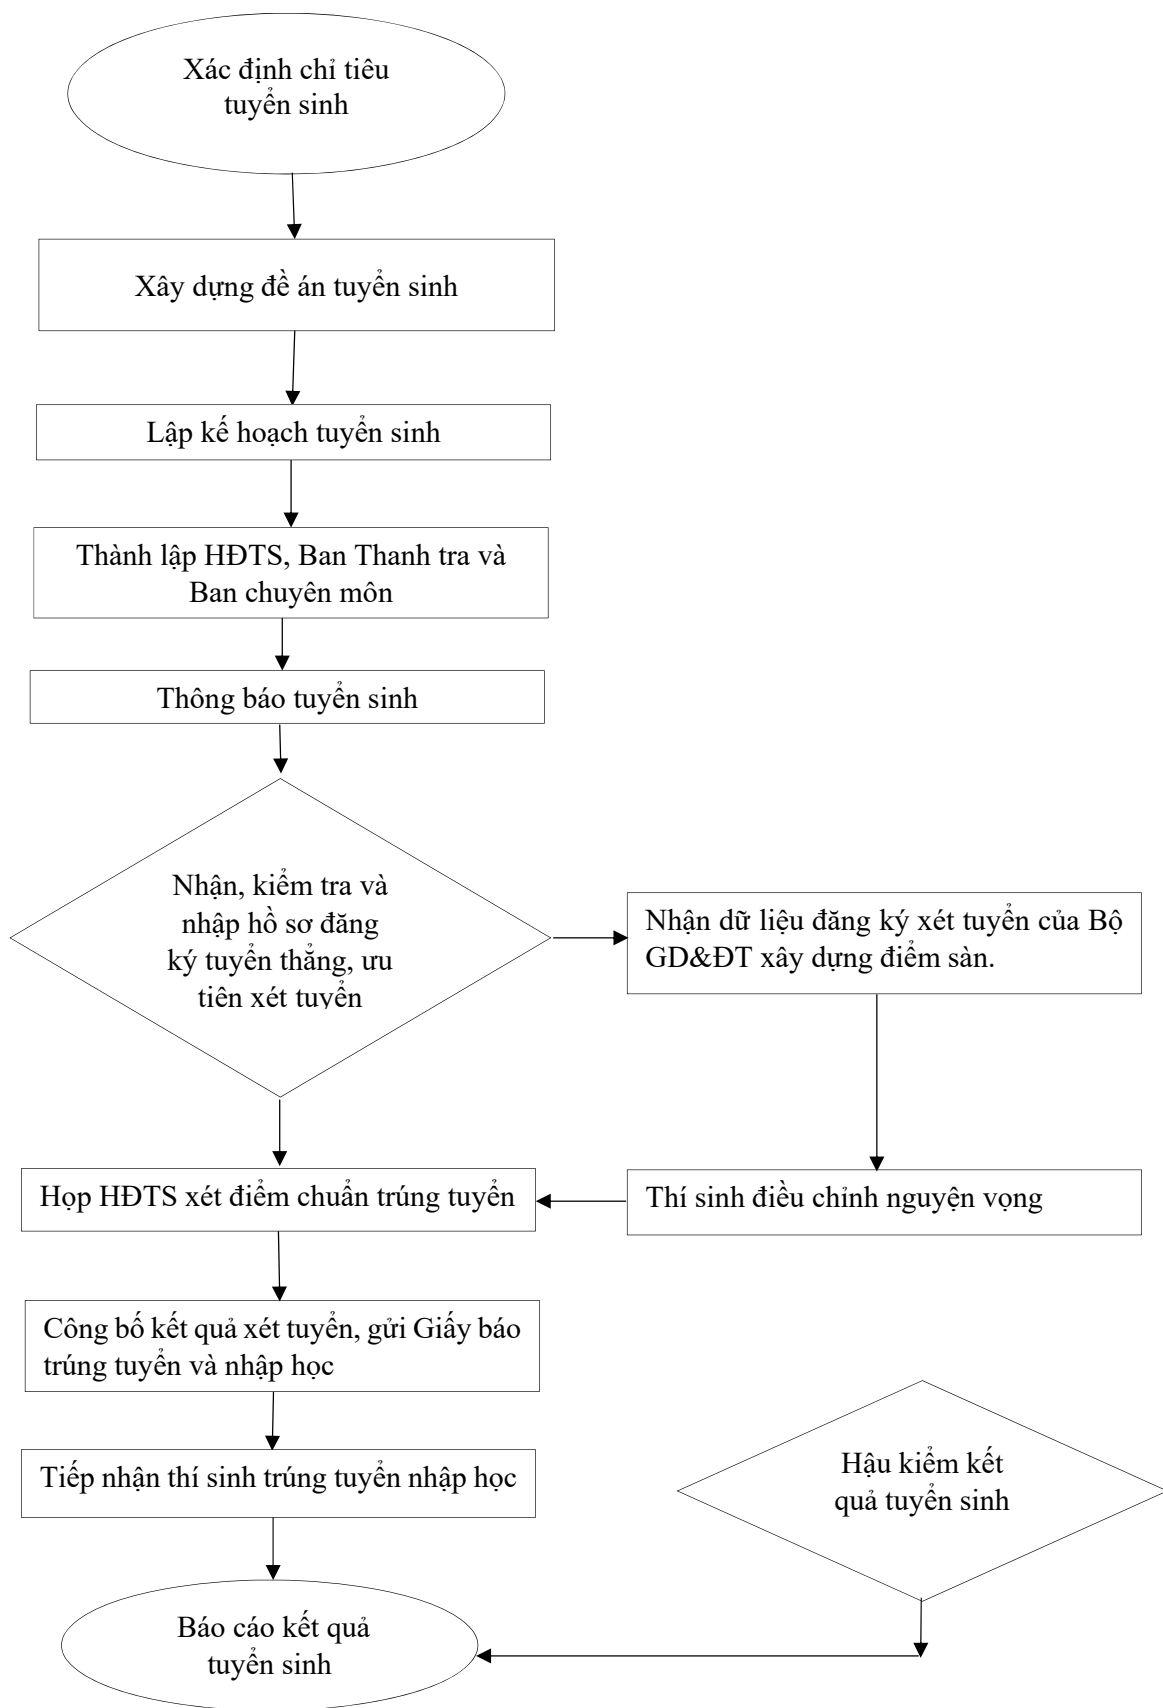 Xác định chỉ tiêu
tuyển sinh
Xây dựng đề án tuyển sinh
Lập kế hoạch tuyển sinh
Thành lập HĐTS, Ban Thanh tra và
Ban chuyên môn
Thông báo tuyển sinh
Nhận, kiểm tra và
nhập hồ sơ đăng
ký tuyển thẳng, ưu
tiên xét tuyển
Nhận dữ liệu đăng ký xét tuyển của Bộ
GD&ĐT xây dựng điểm sàn.
Họp HĐTS xét điểm chuẩn trúng tuyển
Thí sinh điều chỉnh nguyện vọng
Công bố kết quả xét tuyển, gửi Giấy báo
trúng tuyển và nhập học
Tiếp nhận thí sinh trúng tuyển nhập học
Hậu kiểm kết
quả tuyển sinh
Báo cáo kết quả
tuyển sinh